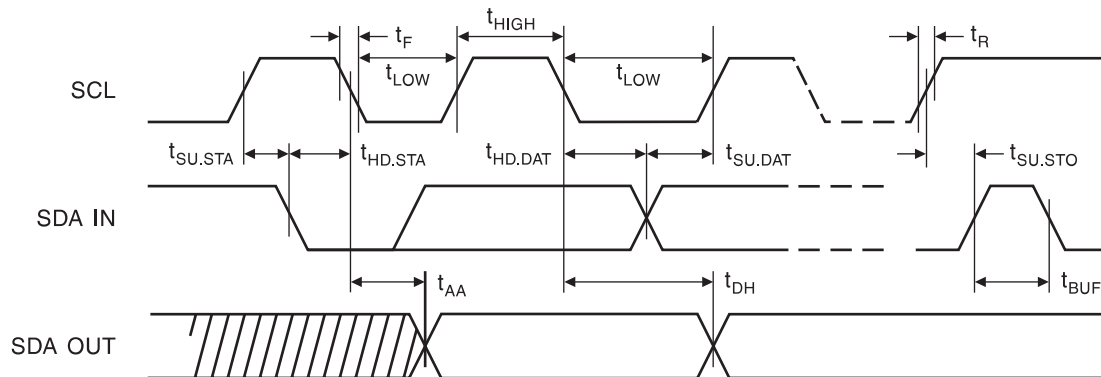 tHIGH
tF
tR
tLOW
tLOW
SCL
tSU.STA
tHD.STA
tHD.DAT
tSU.DAT
tSU.STO
SDA IN
tAA
tDH
tBUF
SDA OUT